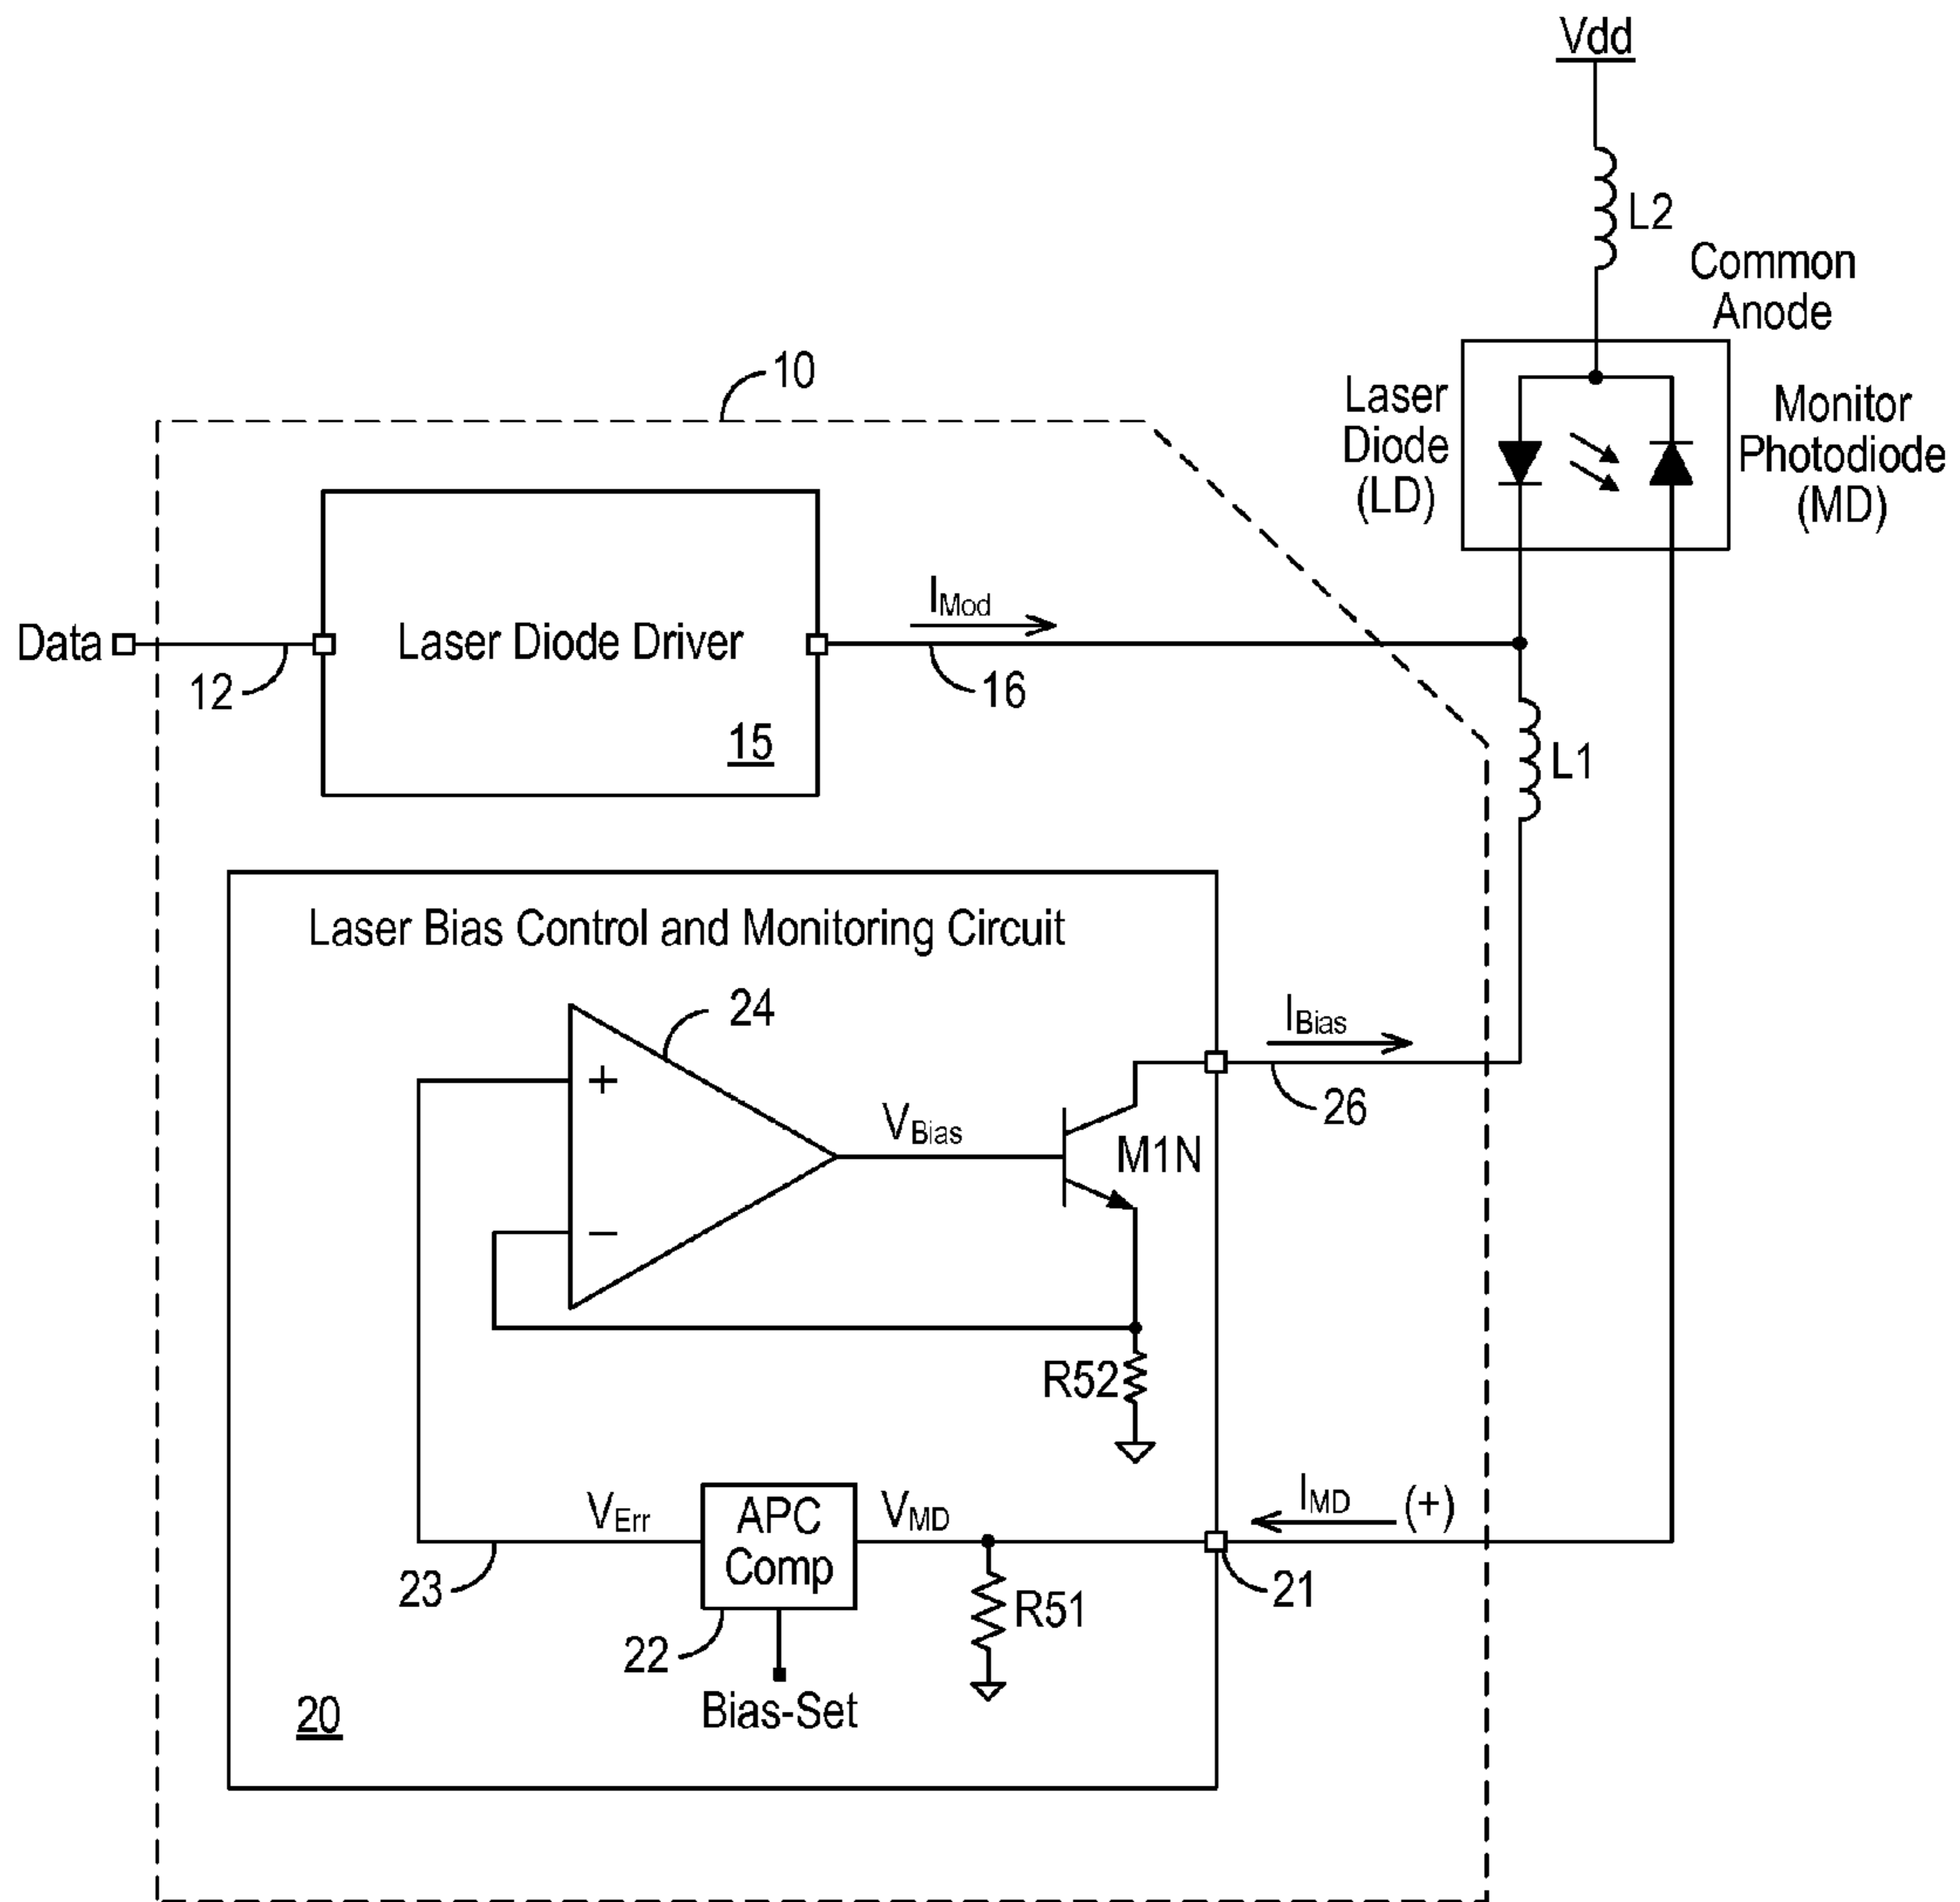 Vdd
L2
Common
Anode
10
Laser
Diode
(LD)
Monitor
Photodiode
(MD)
Data
12
Laser Diode Driver
15
IMod
16
L1
Laser Bias Control and Monitoring Circuit
24
+
−
VBias
M1N
IBias
26
R52
VErr
APC
Comp
VMD
IMD (+)
23
22
R51
21
Bias-Set
20